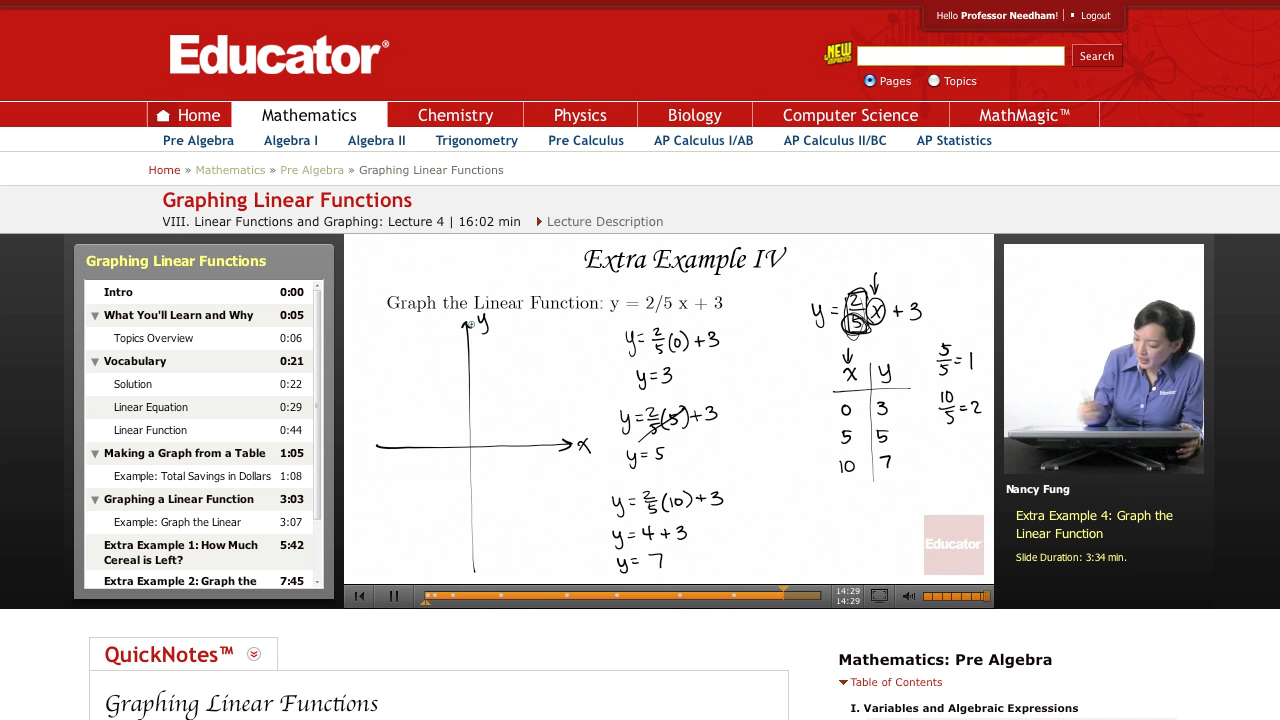 Hello Professor Needham! | Logout
Educator®
NEW
IMPROVED
Search
Pages Topics
Home Mathematics Chemistry Physics Biology Computer Science MathMagic™
Pre Algebra Algebra I Algebra II Trigonometry Pre Calculus AP Calculus I/AB AP Calculus II/BC AP Statistics
Home » Mathematics » Pre Algebra » Graphing Linear Functions
Graphing Linear Functions
VIII. Linear Functions and Graphing: Lecture 4 | 16:02 min Lecture Description
Graphing Linear Functions
Intro 0:00
What You'll Learn and Why 0:05
Topics Overview 0:06
Vocabulary 0:21
Solution 0:22
Linear Equation 0:29
Linear Function 0:44
Making a Graph from a Table 1:05
Example: Total Savings in Dollars 1:08
Graphing a Linear Function 3:03
Example: Graph the Linear 3:07
Extra Example 1: How Much 5:42
Cereal is Left?
Extra Example 2: Graph the 7:45
Extra Example IV
Graph the Linear Function: y = 2/5 x + 3
y
x
y = 2/5 (0) + 3
y = 3
y = 2/5 (5) + 3
y = 5
y = 2/5 (10) + 3
y = 4 + 3
y = 7
y = 2/5 x + 3
x | y
0 | 3
5 | 5
10 | 7
5/5 = 1
10/5 = 2
Educator
14:29
14:29
Nancy Fung
Extra Example 4: Graph the
Linear Function
Slide Duration: 3:34 min.
QuickNotes™
Graphing Linear Functions
Mathematics: Pre Algebra
Table of Contents
I. Variables and Algebraic Expressions